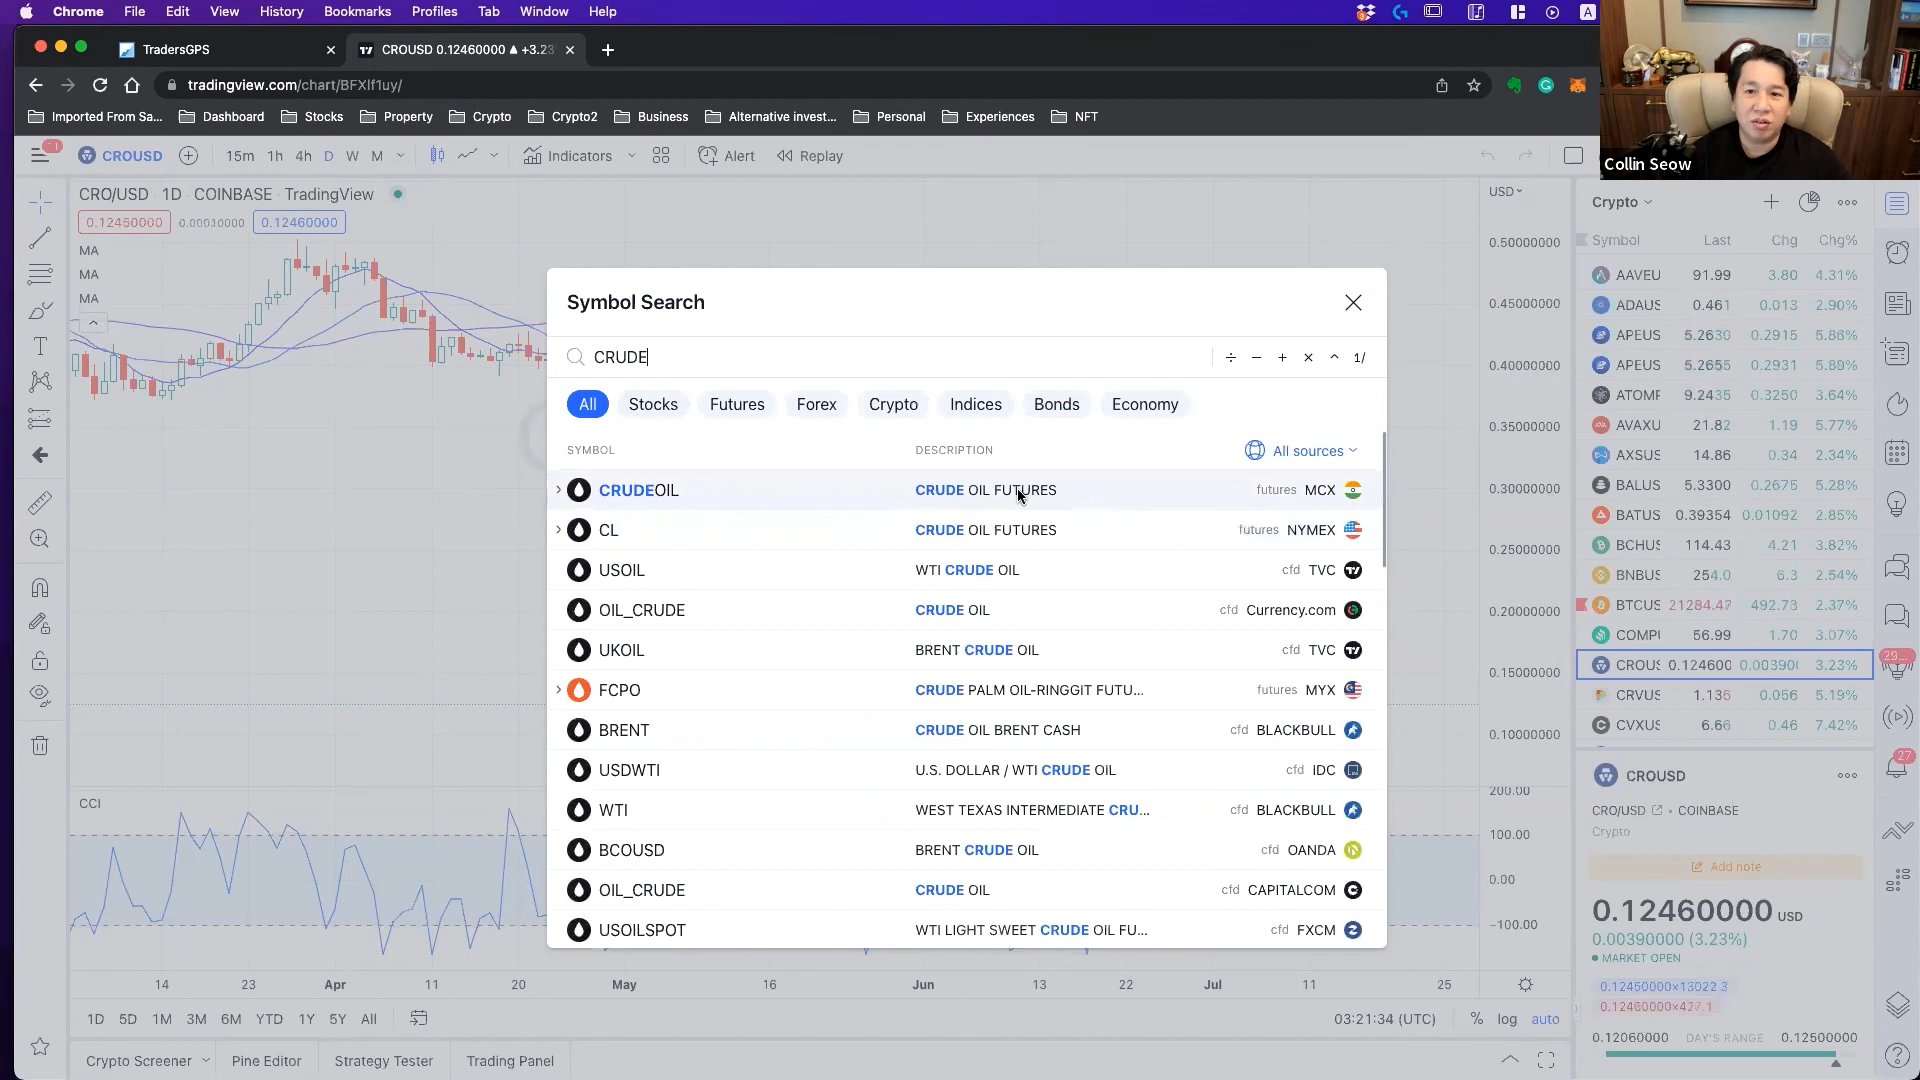 Chrome File Edit View History Bookmarks Profiles Tab Window Help
TradersGPS
CROUSD 0.12460000 ▲ +3.23
tradingview.com/chart/BFXlf1uy/
Imported From Sa... Dashboard Stocks Property Crypto Crypto2 Business Alternative invest... Personal Experiences NFT
Collin Seow
CROUSD 15m 1h 4h D W M Indicators Alert Replay
CRO/USD 1D COINBASE TradingView
0.12450000 0.00010000 0.12460000
MA
MA
MA
USD
0.50000000
0.45000000
0.40000000
0.35000000
0.30000000
0.25000000
0.20000000
0.15000000
0.10000000
Symbol Search
CRUDE
÷ − + × ^ 1/
All Stocks Futures Forex Crypto Indices Bonds Economy
SYMBOL DESCRIPTION All sources
CRUDEOIL CRUDE OIL FUTURES futures MCX
CL CRUDE OIL FUTURES futures NYMEX
USOIL WTI CRUDE OIL cfd TVC
OIL_CRUDE CRUDE OIL cfd Currency.com
UKOIL BRENT CRUDE OIL cfd TVC
FCPO CRUDE PALM OIL-RINGGIT FUTU... futures MYX
BRENT CRUDE OIL BRENT CASH cfd BLACKBULL
USDWTI U.S. DOLLAR / WTI CRUDE OIL cfd IDC
WTI WEST TEXAS INTERMEDIATE CRU... cfd BLACKBULL
BCOUSD BRENT CRUDE OIL cfd OANDA
OIL_CRUDE CRUDE OIL cfd CAPITALCOM
USOILSPOT WTI LIGHT SWEET CRUDE OIL FU... cfd FXCM
CCI
200.00
100.00
0.00
−100.00
14 23 Apr 11 20 May 16 Jun 13 22 Jul 11 25
1D 5D 1M 3M 6M YTD 1Y 5Y All
03:21:34 (UTC) % log auto
Crypto Screener Pine Editor Strategy Tester Trading Panel
Crypto
Symbol Last Chg Chg%
AAVEU 91.99 3.80 4.31%
ADAUS 0.461 0.013 2.90%
APEUS 5.2630 0.2915 5.86%
APEUS 5.2655 0.2931 5.89%
ATOMP 9.2435 0.3250 3.64%
AVAXU 21.82 1.19 5.77%
AXSUS 14.86 0.34 2.34%
BALUS 5.3300 0.2675 5.28%
BATUS 0.39354 0.01092 2.85%
BCHUS 114.43 4.21 3.82%
BNBUS 254.0 6.3 2.54%
BTCUS 21284.47 492.73 2.37%
COMP 56.99 1.70 3.07%
CROUS 0.124600 0.00390 3.23%
CRVUS 1.136 0.056 5.19%
CVXUS 6.66 0.46 7.42%
CROUSD
CRO/USD • COINBASE
Crypto
Add note
0.12460000 USD
0.00390000 (3.23%)
MARKET OPEN
0.12460000×13022.3
0.12460000×427.1
0.12060000 DAY'S RANGE 0.12500000
27